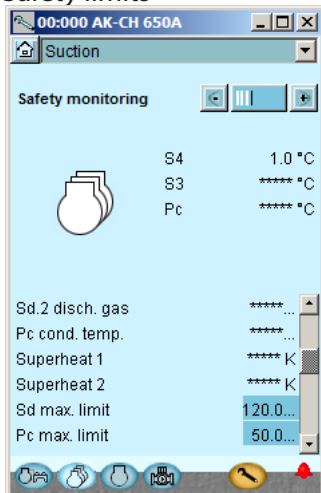 00:000 AK-CH 650A
Suction
Safety monitoring
S4 1.0 °C
S3 ***** °C
Pc ***** °C
Sd.2 disch. gas *****...
Pc cond. temp. *****...
Superheat 1 ***** K
Superheat 2 ***** K
Sd max. limit 120.0...
Pc max. limit 50.0...